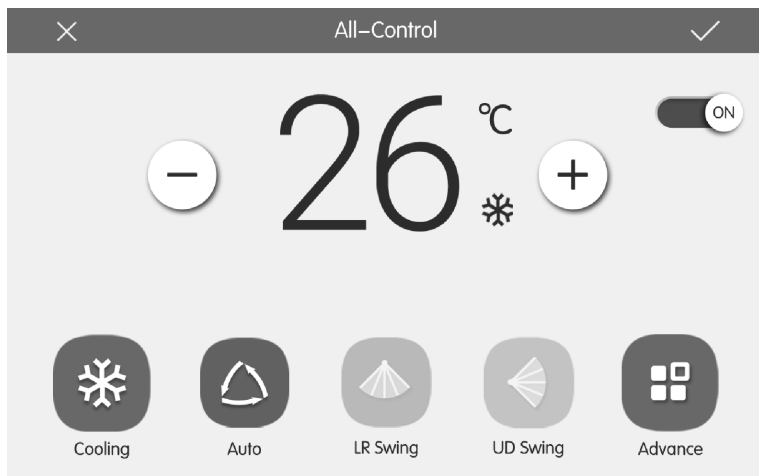 All-Control
26 °C
ON
Cooling
Auto
LR Swing
UD Swing
Advance